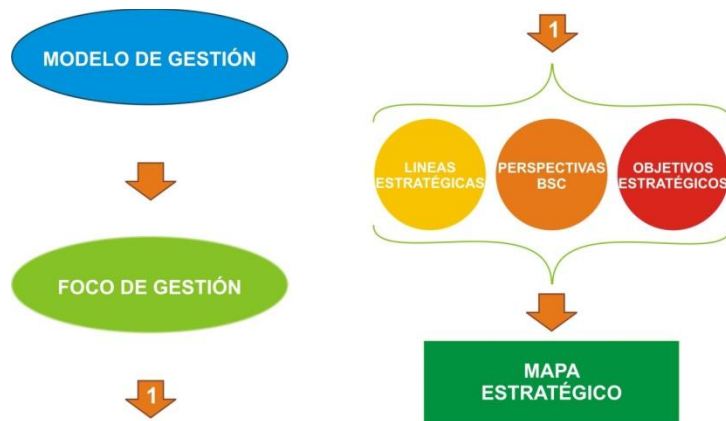 MODELO DE GESTIÓN
FOCO DE GESTIÓN
1
1
LINEAS
ESTRATÉGICAS
PERSPECTIVAS
BSC
OBJETIVOS
ESTRATÉGICOS
MAPA
ESTRATÉGICO